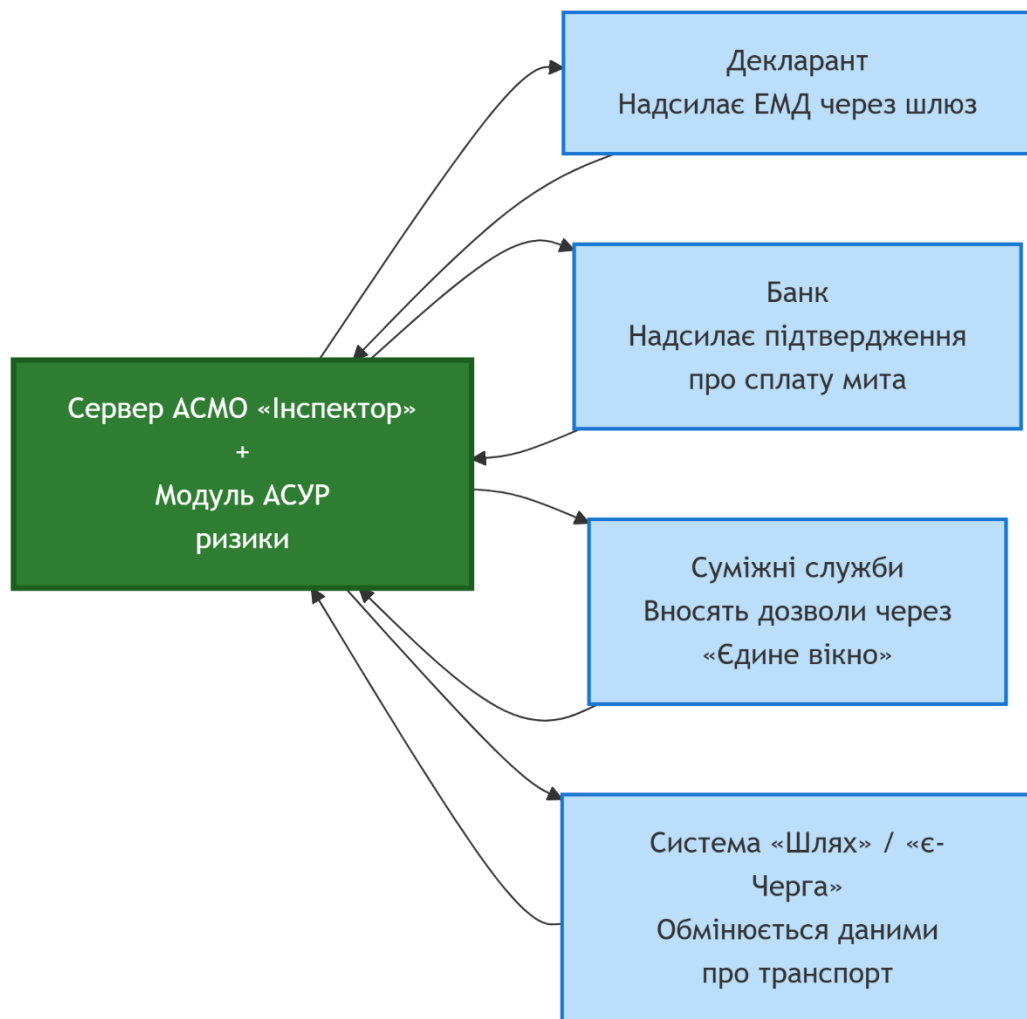 Декларант
Надсилає ЕМД через шлюз
Банк
Надсилає підтвердження
про сплату мита
Сервер АСМО «Інспектор»
+
Модуль АСУР
ризики
Суміжні служби
Вносять дозволи через
«Єдине вікно»
Система «Шлях» / «є-
Черга»
Обмінюється даними
про транспорт